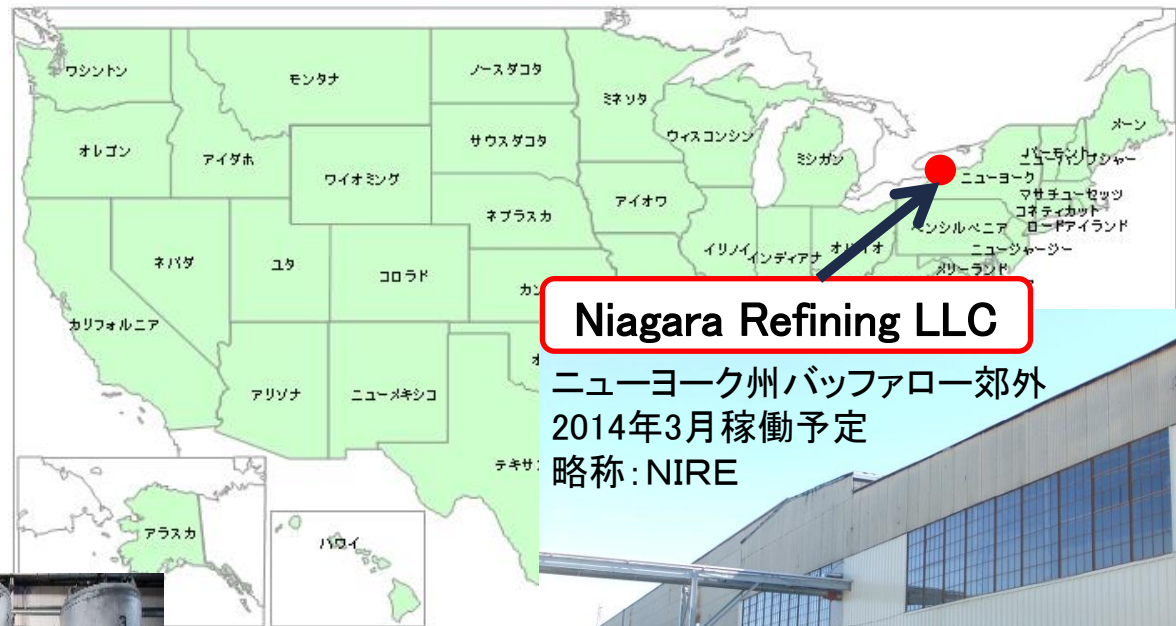 ワシントン
モンタナ
ノースダコタ
ミネソタ
メーン
オレゴン
アイダホ
サウスダコタ
ウィスコンシン
ミシガン
バーモント
ニューハンプシャー
ニューヨーク
ワイオミング
マサチューセッツ
アイオワ
ネブラスカ
コネティカット
ロードアイランド
ペンシルベニア
ネバダ
ユタ
コロラド
イリノイ
インディアナ
ニュージャージー
メリーランド
カリフォルニア
Niagara Refining LLC
ニューヨーク州バッファロー郊外
2014年3月稼働予定
略称：NIRE
アリゾナ
ニューメキシコ
アラスカ
ハワイ